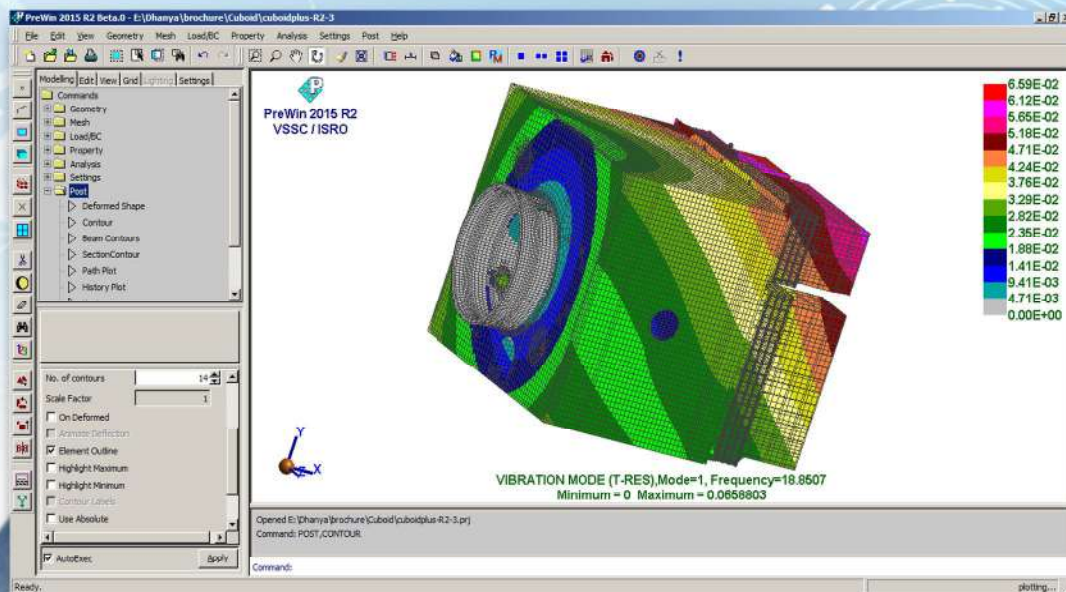 PreWin 2015 R2 Beta.0 - E:\Dhanya\brochure\Cuboid\cuboidplus-R2-3
File Edit View Geometry Mesh Load/BC Property Analysis Settings Post Help
Modelling Edit View Grid Lighting Settings
Commands
Geometry
Mesh
Load/BC
Property
Analysis
Settings
Post
Deformed Shape
Contour
Beam Contours
SectionContour
Path Plot
History Plot
No. of contours 14
Scale Factor 1
On Deformed
Animate Deflection
Element Outline
Highlight Maximum
Highlight Minimum
Contour Labels
Use Absolute
AutoExec Apply
PreWin 2015 R2
VSSC / ISRO
6.59E-02
6.12E-02
5.65E-02
5.18E-02
4.71E-02
4.24E-02
3.76E-02
3.29E-02
2.82E-02
2.35E-02
1.88E-02
1.41E-02
9.41E-03
4.71E-03
0.00E+00
Y
Z X
VIBRATION MODE (T-RES),Mode=1, Frequency=18.8507
Minimum = 0 Maximum = 0.0658803
Opened E:\Dhanya\brochure\Cuboid\cuboidplus-R2-3.prj
Command: POST,CONTOUR
Command:
Ready. plotting...